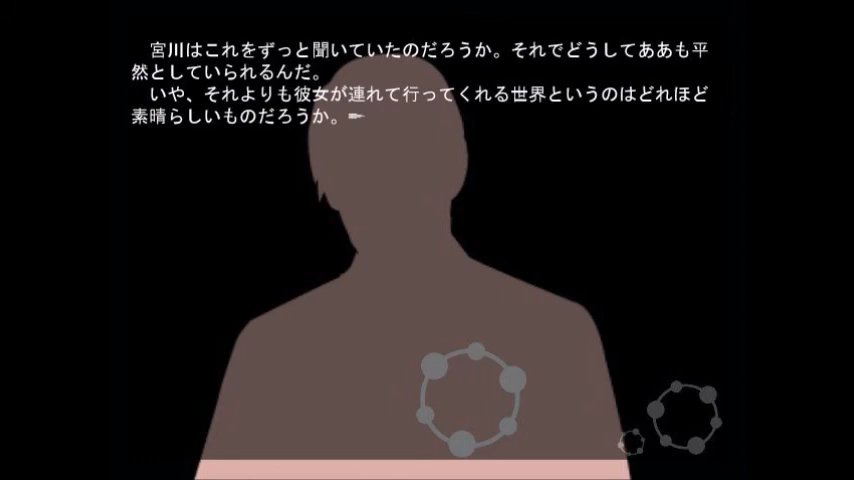 宮川はこれをずっと聞いていたのだろうか。それでどうしてああも平
然としていられるんだ。
いや、それよりも彼女が連れて行ってくれる世界というのはどれほど
素晴らしいものだろうか。